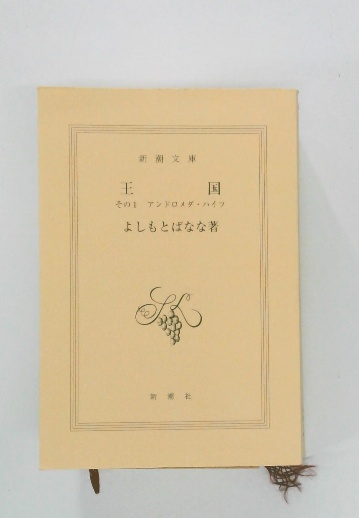 新潮文庫
王国
その1 アンドロメダ・ハイツ
よしもとばなな著
新潮社